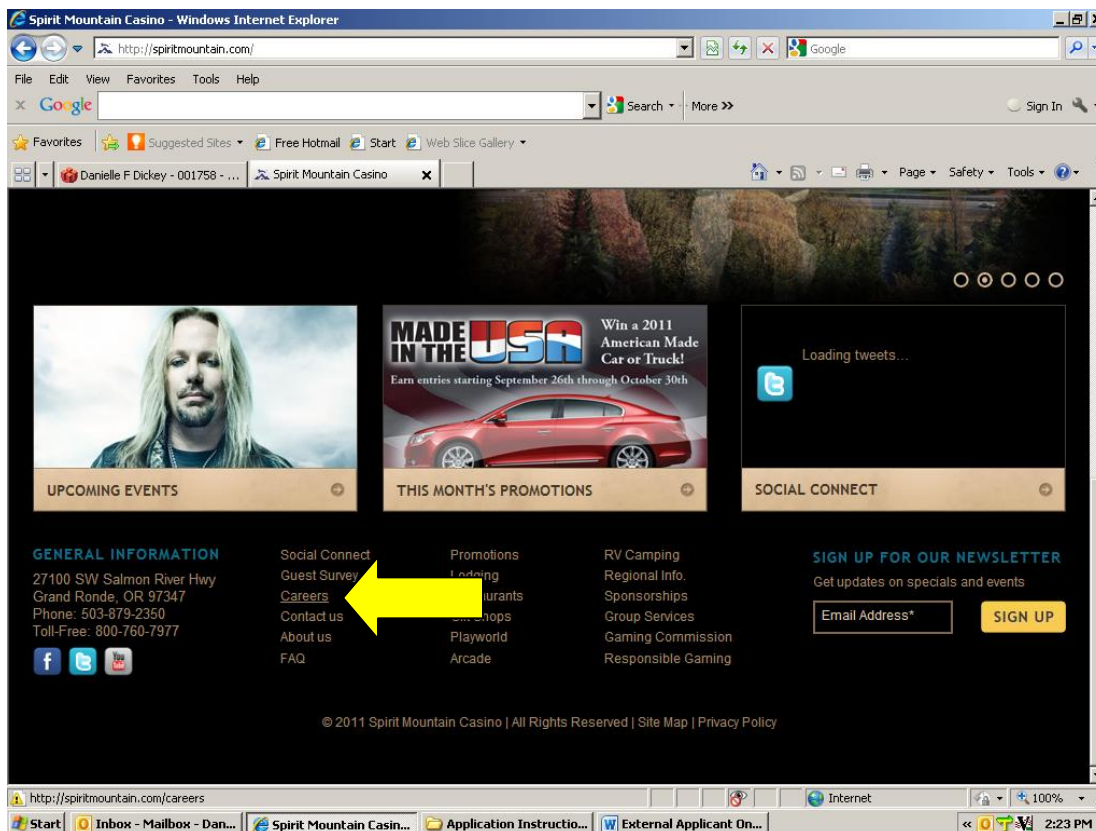 Spirit Mountain Casino - Windows Internet Explorer
http://spiritmountain.com/
Google
File Edit View Favorites Tools Help
x Google Search More >> Sign In
Favorites Suggested Sites Free Hotmail Start Web Slice Gallery
Danielle F Dickey - 001758 - ... Spirit Mountain Casino Page Safety Tools
MADE IN THE USA
Win a 2011
American Made
Car or Truck!
Earn entries starting September 26th through October 30th
Loading tweets...
UPCOMING EVENTS
THIS MONTH'S PROMOTIONS
SOCIAL CONNECT
GENERAL INFORMATION
27100 SW Salmon River Hwy
Grand Ronde, OR 97347
Phone: 503-879-2350
Toll-Free: 800-760-7977
f
You Tube
Social Connect
Guest Survey
Careers
Contact us
About us
FAQ
Promotions
Lodging
Shops
Playworld
Arcade
RV Camping
Regional Info.
Sponsorships
Group Services
Gaming Commission
Responsible Gaming
SIGN UP FOR OUR NEWSLETTER
Get updates on specials and events
Email Address*
SIGN UP
© 2011 Spirit Mountain Casino | All Rights Reserved | Site Map | Privacy Policy
http://spiritmountain.com/careers
Internet
100%
Start Inbox - Mailbox - Dan... Spirit Mountain Casin... Application Instructio... External Applicant On... << 2:23 PM